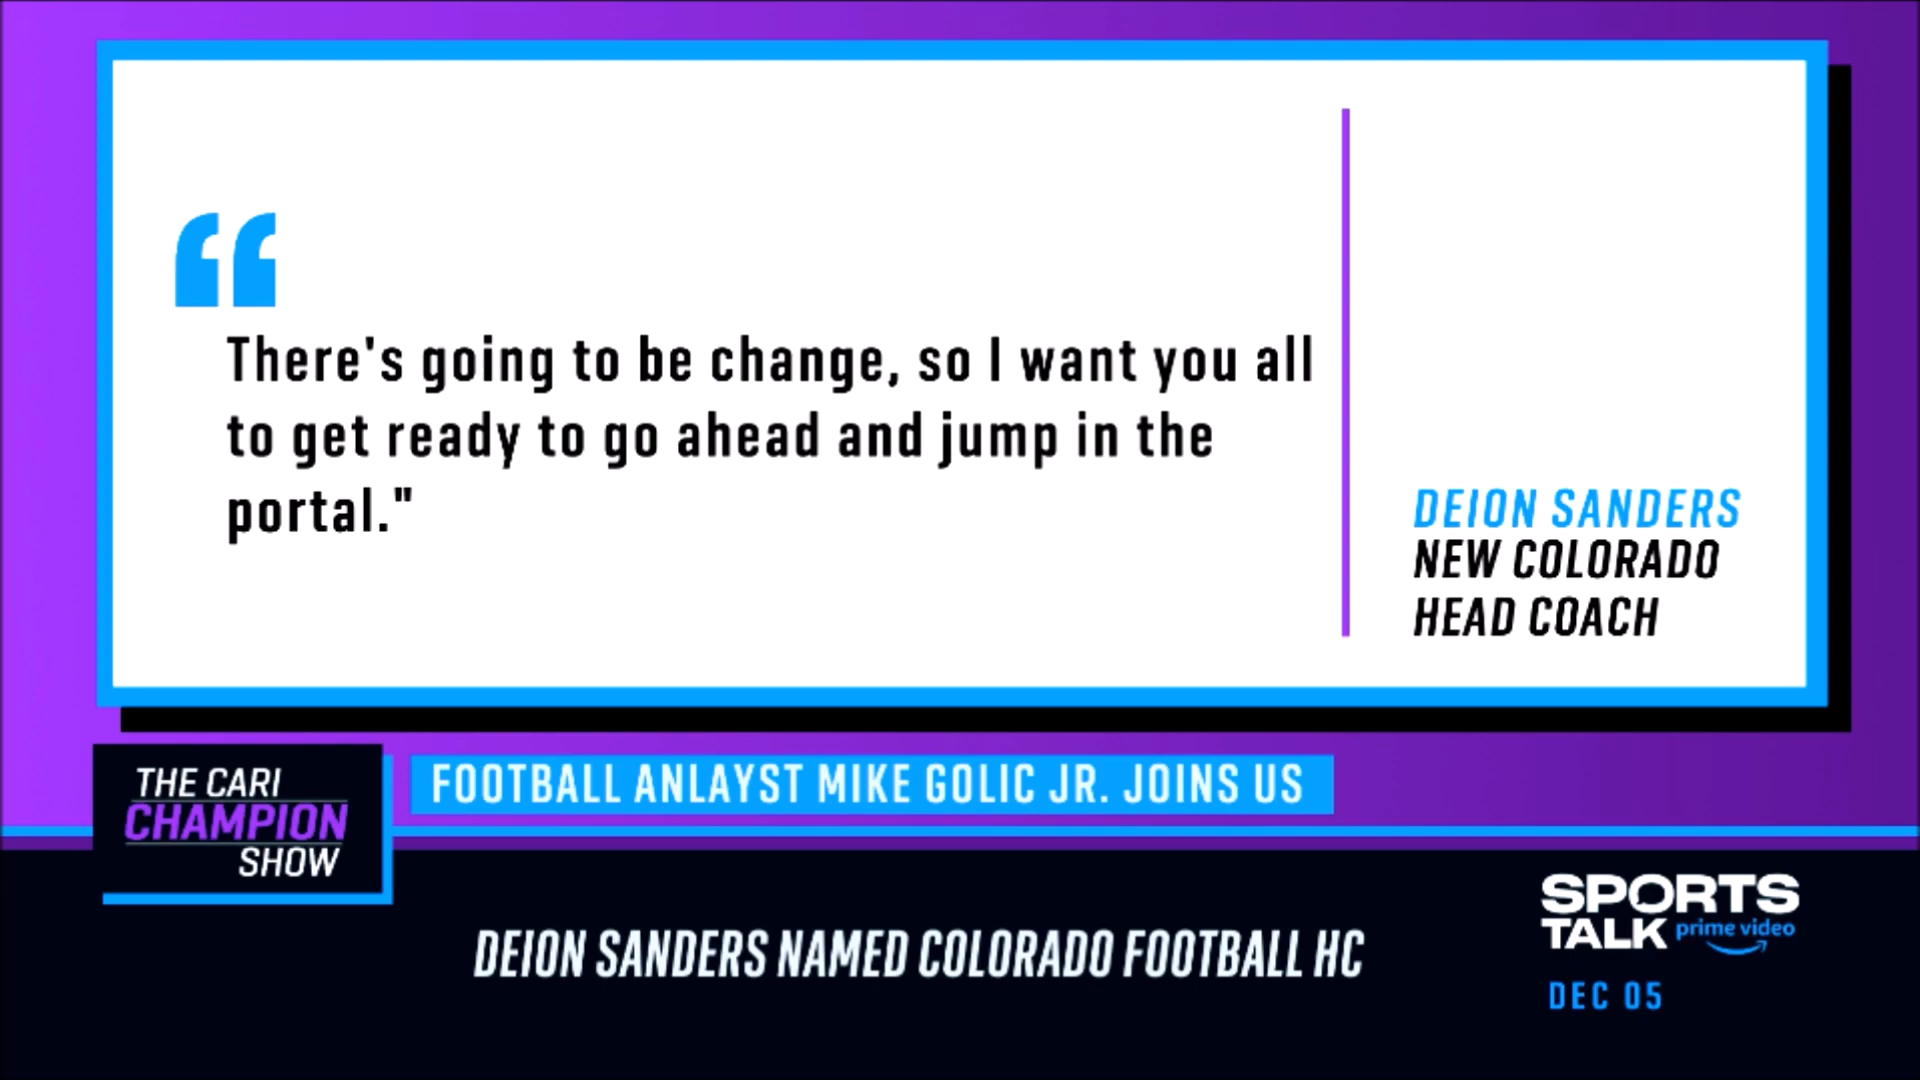 “
There's going to be change, so I want you all
to get ready to go ahead and jump in the
portal."
DEION SANDERS
NEW COLORADO
HEAD COACH
THE CARI
CHAMPION
SHOW
FOOTBALL ANLAYST MIKE GOLIC JR. JOINS US
DEION SANDERS NAMED COLORADO FOOTBALL HC
SPORTS
TALK prime video
DEC 05